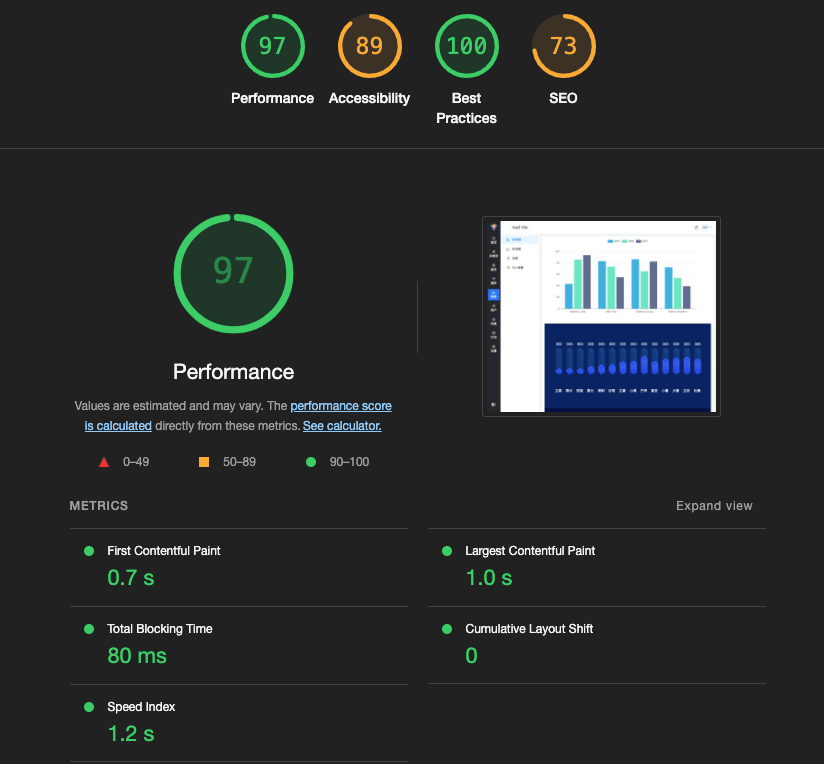 97
89
100
73
Performance
Accessibility
Best
Practices
SEO
97
Performance
Values are estimated and may vary. The performance score
is calculated directly from these metrics. See calculator.
0–49
50–89
90–100
METRICS
Expand view
First Contentful Paint
0.7 s
Largest Contentful Paint
1.0 s
Total Blocking Time
80 ms
Cumulative Layout Shift
0
Speed Index
1.2 s